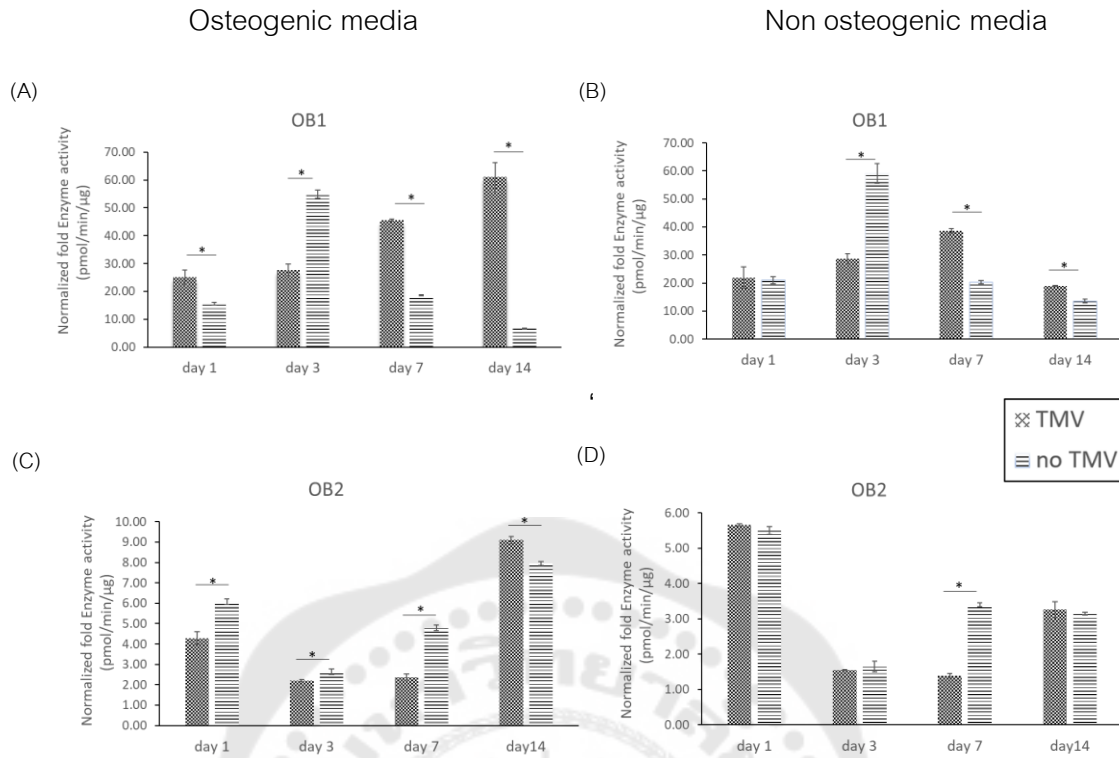 Osteogenic media
Non osteogenic media
(A)
OB1
Normalized fold Enzyme activity
(pmol/min/µg)
70.00
60.00
50.00
40.00
30.00
20.00
10.00
0.00
*
*
*
*
day 1
day 3
day 7
day 14
(B)
OB1
Normalized fold Enzyme activity
(pmol/min/µg)
70.00
60.00
50.00
40.00
30.00
20.00
10.00
0.00
*
*
*
day 1
day 3
day 7
day 14
‘
TMV
no TMV
(C)
OB2
Normalized fold Enzyme activity
(pmol/min/µg)
10.00
9.00
8.00
7.00
6.00
5.00
4.00
3.00
2.00
1.00
0.00
*
*
*
*
day 1
day 3
day 7
day14
(D)
OB2
Normalized fold Enzyme activity
(pmol/min/µg)
6.00
5.00
4.00
3.00
2.00
1.00
0.00
*
day 1
day 3
day 7
day14